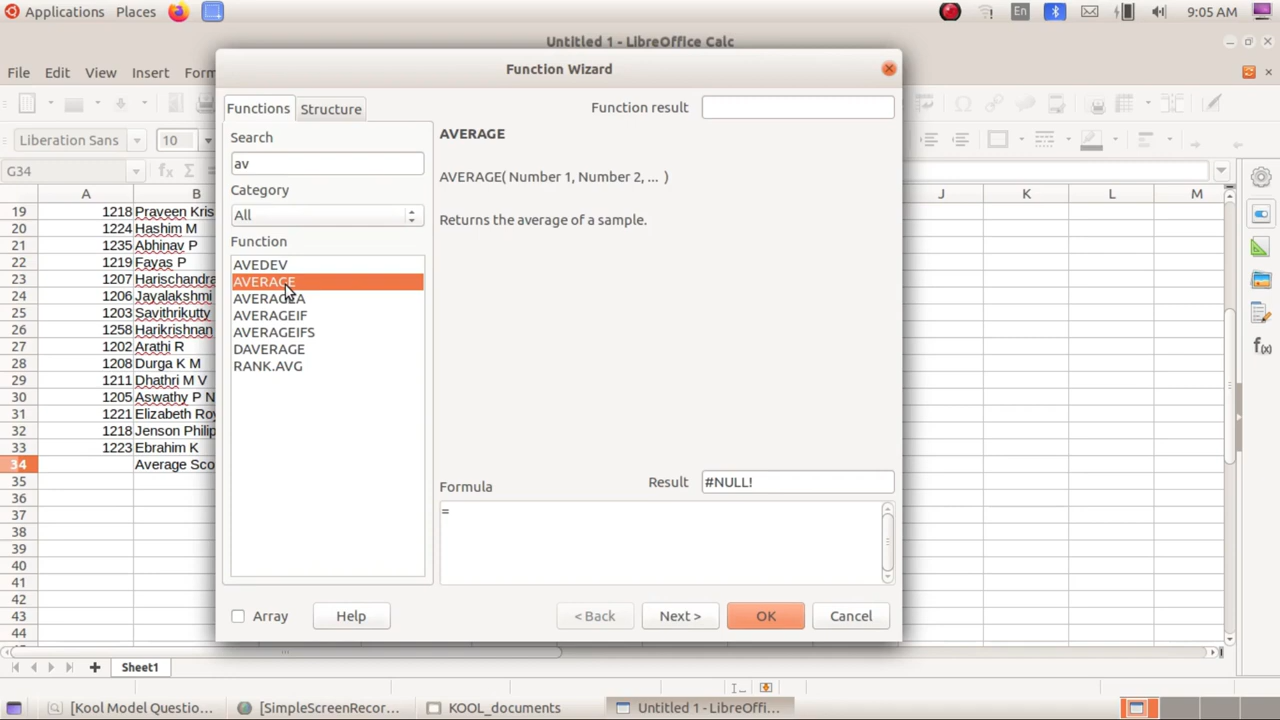 Applications Places En 9:05 AM
Untitled 1 - LibreOffice Calc
File Edit View Insert Form
Function Wizard
Liberation Sans 10
G34
Functions Structure
Function result
Search
av
Category
All
Function
AVEDEV
AVERAGE
AVERAGEA
AVERAGEIF
AVERAGEIFS
DAVERAGE
RANK.AVG
AVERAGE
AVERAGE( Number 1, Number 2, ... )
Returns the average of a sample.
Formula
Result #NULL!
=
Array Help < Back Next > OK Cancel
A B J K L M
19 1218 Praveen Kris
20 1224 Hashim M
21 1235 Abhinav P
22 1219 Fayas P
23 1207 Harischandra
24 1206 Jayalakshmi
25 1203 Savithrikutty
26 1258 Harikrishnan
27 1202 Arathi R
28 1208 Durga K M
29 1211 Dhathri M V
30 1205 Aswathy P N
31 1221 Elizabeth Roy
32 1218 Jenson Philip
33 1223 Ebrahim K
34 Average Sco
35
36
37
38
39
40
41
42
43
44
Sheet1
[Kool Model Questio... [SimpleScreenRecor... KOOL_documents Untitled 1 - LibreOffi...